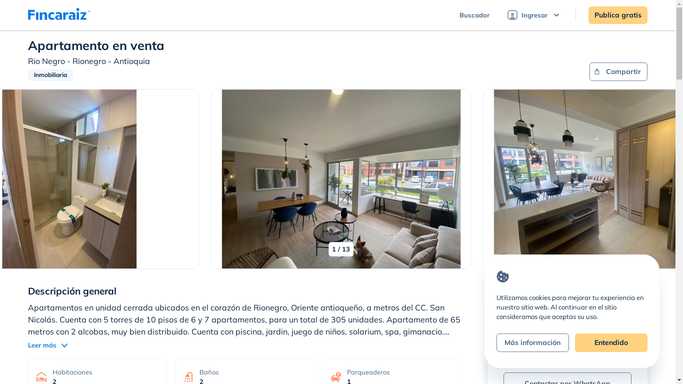 Fincaraiz
Buscador
Ingresar
Publica gratis
Apartamento en venta
Rio Negro - Rionegro - Antioquia
Inmobiliaria
Compartir
1 / 13
Descripción general
Apartamentos en unidad cerrada ubicados en el corazón de Rionegro, Oriente antioqueño, a metros del CC. San
Nicolás. Cuenta con 5 torres de 10 pisos de 6 y 7 apartamentos, para un total de 305 unidades. Apartamento de 65
metros con 2 alcobas, muy bien distribuido. Cuenta con piscina, jardin, juego de niños, solarium, spa, gimanacio....
Leer más
Habitaciones
2
Baños
2
Parqueaderos
1
Utilizamos cookies para mejorar tu experiencia en
nuestro sitio web. Al continuar en el sitio
consideramos que aceptas su uso.
Más información
Entendido
Contactar por WhatsApp